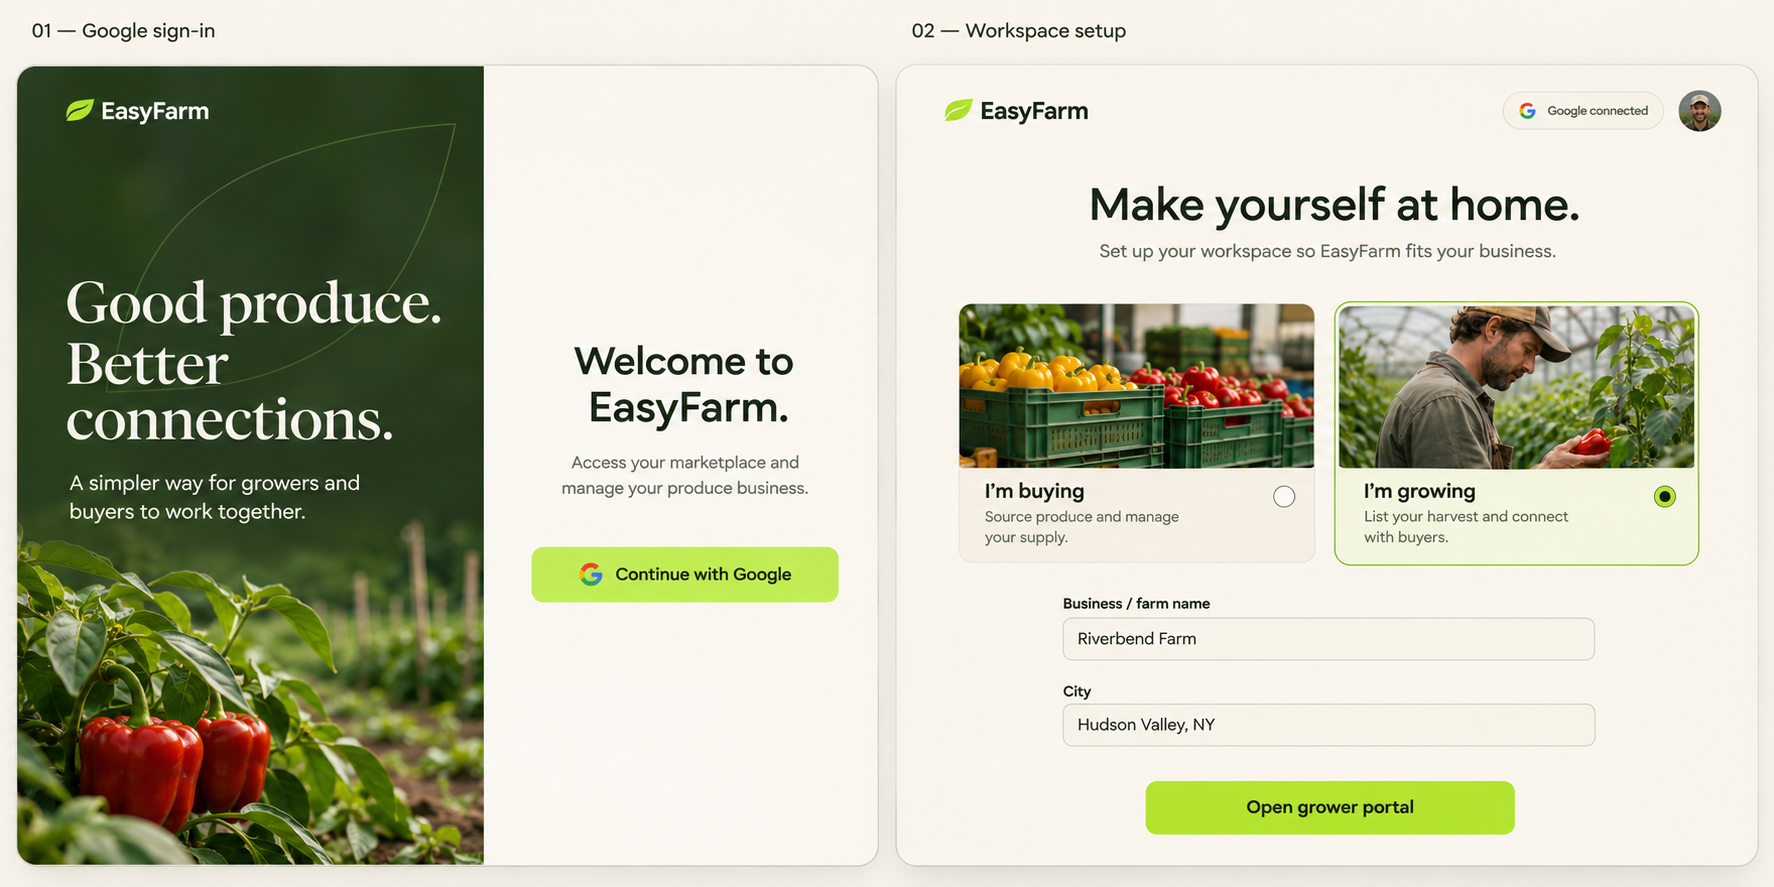 01 — Google sign-in
EasyFarm
Good produce.
Better
connections.
A simpler way for growers and
buyers to work together.
Welcome to
EasyFarm.
Access your marketplace and
manage your produce business.
Continue with Google
02 — Workspace setup
EasyFarm
Google connected
Make yourself at home.
Set up your workspace so EasyFarm fits your business.
I'm buying
Source produce and manage
your supply.
I'm growing
List your harvest and connect
with buyers.
Business / farm name
Riverbend Farm
City
Hudson Valley, NY
Open grower portal